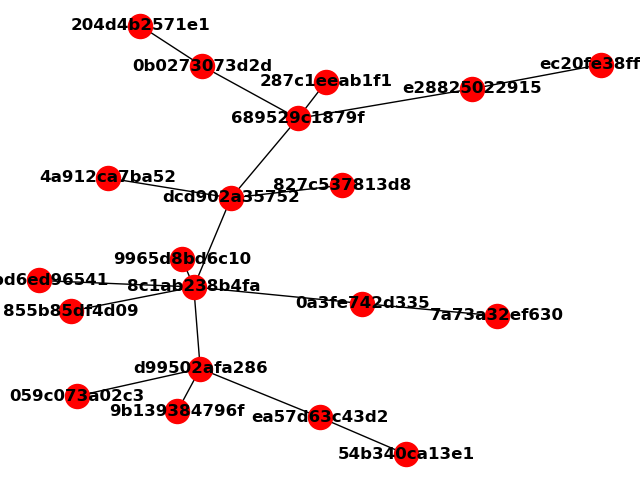 204d4b2571e1
0b0273073d2d
ec20fe38ff
287c1eeab1f1
e28825022915
689529c1879f
4a912ca7ba52
827c537813d8
dcd902a35752
9965d8bd6c10
bd6ed96541
8c1ab238b4fa
0a3fe742d335
855b85df4d09
7a73a32ef630
d99502afa286
059c073a02c3
9b139384796f
ea57d63c43d2
54b340ca13e1